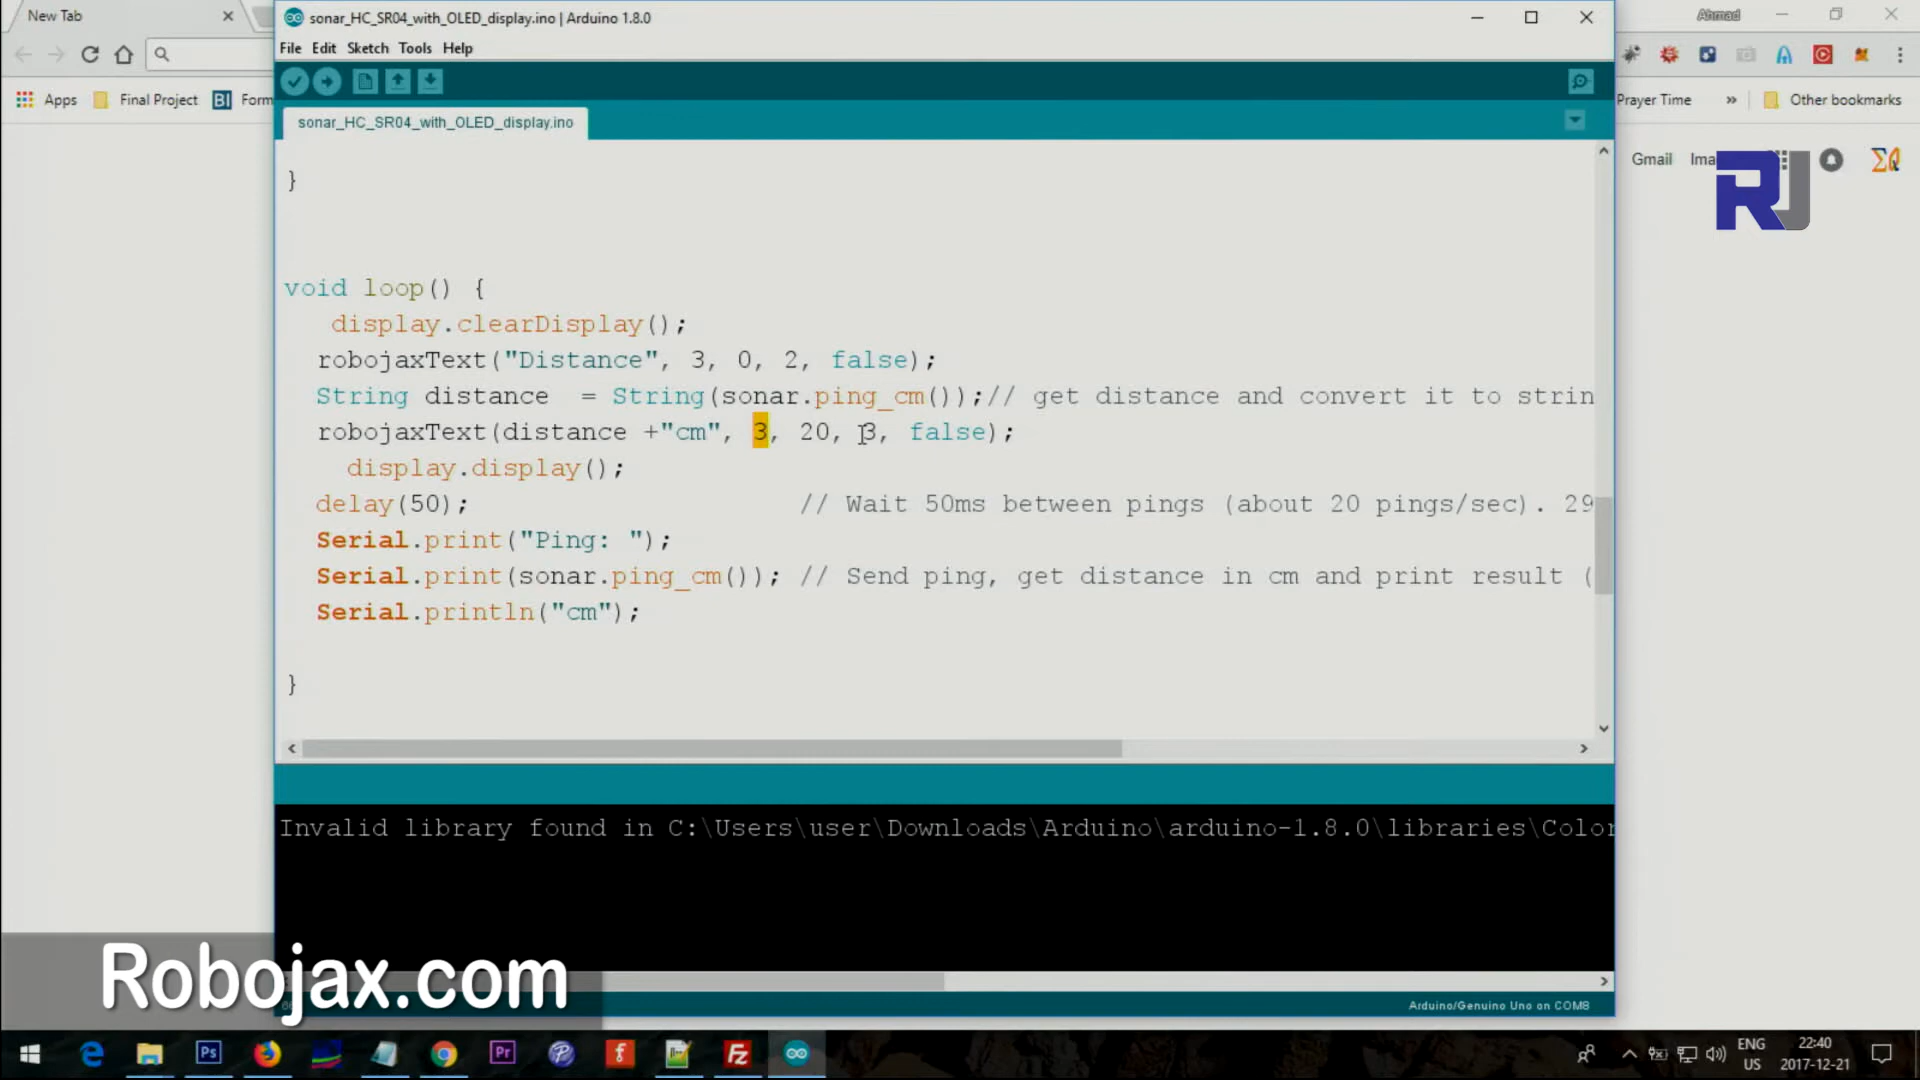 New Tab
sonar_HC_SR04_with_OLED_display.ino | Arduino 1.8.0
Ahmad
File Edit Sketch Tools Help
Apps Final Project Form
Prayer Time » Other bookmarks
sonar_HC_SR04_with_OLED_display.ino
Gmail Ima
RJ
}
void loop() {
display.clearDisplay();
robojaxText("Distance", 3, 0, 2, false);
String distance = String(sonar.ping_cm());// get distance and convert it to strin
robojaxText(distance +"cm", 3, 20, 3, false);
display.display();
delay(50); // Wait 50ms between pings (about 20 pings/sec). 29
Serial.print("Ping: ");
Serial.print(sonar.ping_cm()); // Send ping, get distance in cm and print result (
Serial.println("cm");
}
Invalid library found in C:\Users\user\Downloads\Arduino\arduino-1.8.0\libraries\Color
Robojax.com
Arduino/Genuino Uno on COM8
ENG 22:40
US 2017-12-21